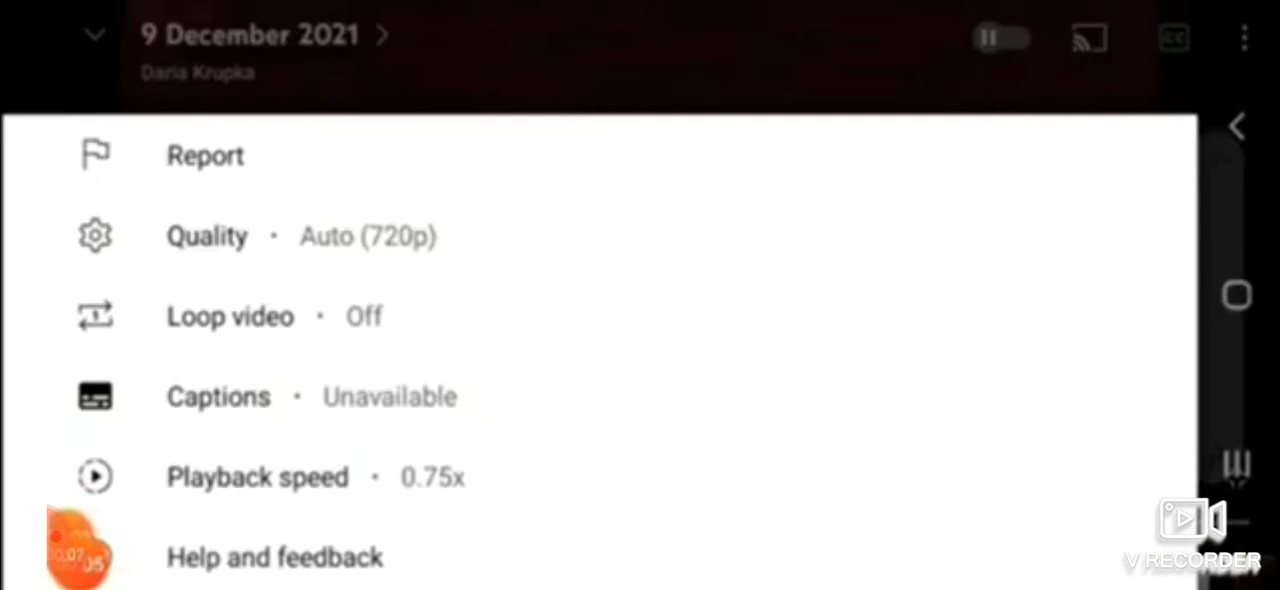 9 December 2021
Daria Krupka
Report
Quality · Auto (720p)
Loop video · Off
Captions · Unavailable
Playback speed · 0.75x
Help and feedback
V RECORDER